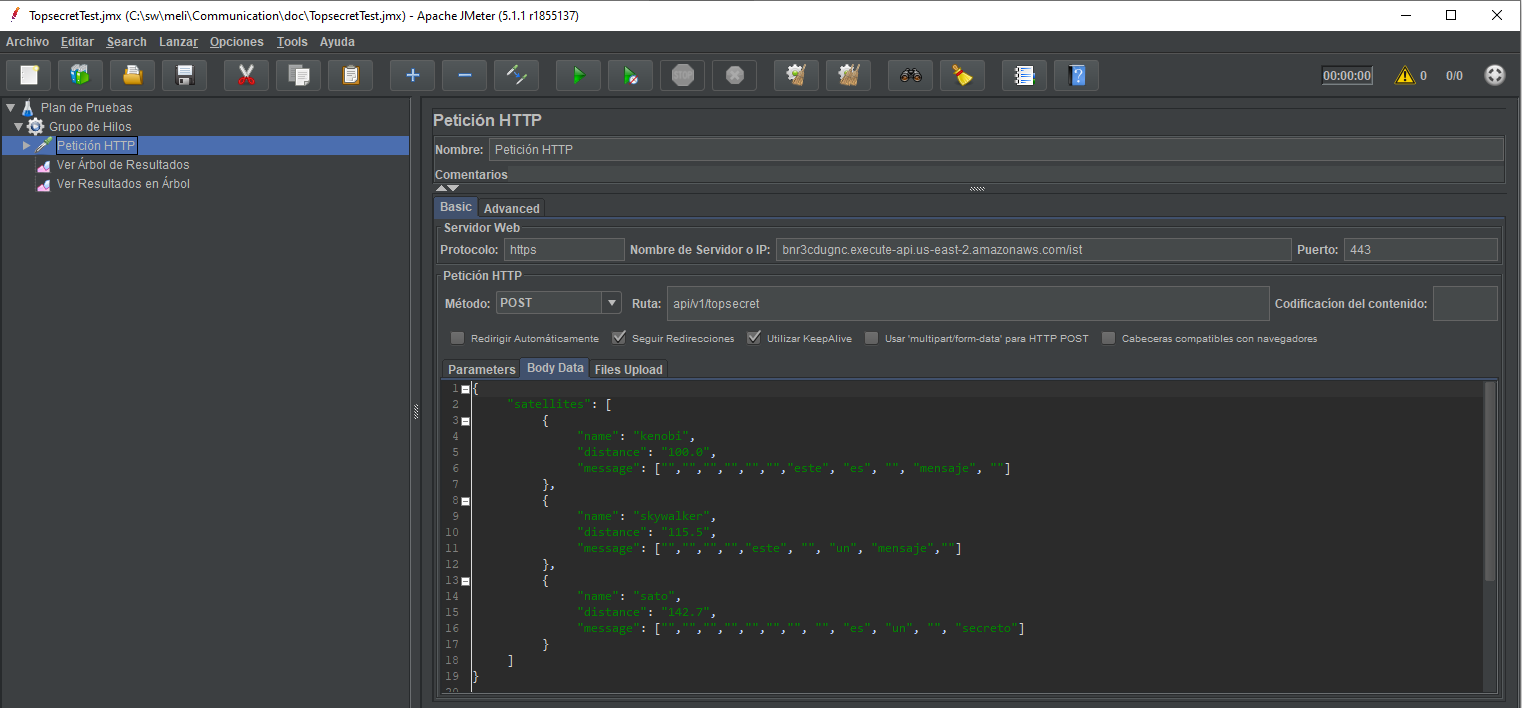 TopsecretTest.jmx (C:\sw\meli\Communication\doc\TopsecretTest.jmx) - Apache JMeter (5.1.1 r1855137)
Archivo Editar Search Lanzar Opciones Tools Ayuda
STOP
00:00:00 0 0/0
Plan de Pruebas
Grupo de Hilos
Petición HTTP
Ver Árbol de Resultados
Ver Resultados en Árbol
Petición HTTP
Nombre: Petición HTTP
Comentarios
Basic Advanced
Servidor Web
Protocolo: https Nombre de Servidor o IP: bnr3cdugnc.execute-api.us-east-2.amazonaws.com/ist Puerto: 443
Petición HTTP
Método: POST Ruta: api/v1/topsecret Codificacion del contenido:
Redirigir Automáticamente Seguir Redirecciones Utilizar KeepAlive Usar 'multipart/form-data' para HTTP POST Cabeceras compatibles con navegadores
Parameters Body Data Files Upload
1 {
2 "satellites": [
3 {
4 "name": "kenobi",
5 "distance": "100.0",
6 "message": ["","","","","","","este", "es", "", "mensaje", ""]
7 },
8 {
9 "name": "skywalker",
10 "distance": "115.5",
11 "message": ["","","","","este", "", "un", "mensaje",""]
12 },
13 {
14 "name": "sato",
15 "distance": "142.7",
16 "message": ["","","","","","","", "", "es", "un", "", "secreto"]
17 }
18 ]
19 }
20